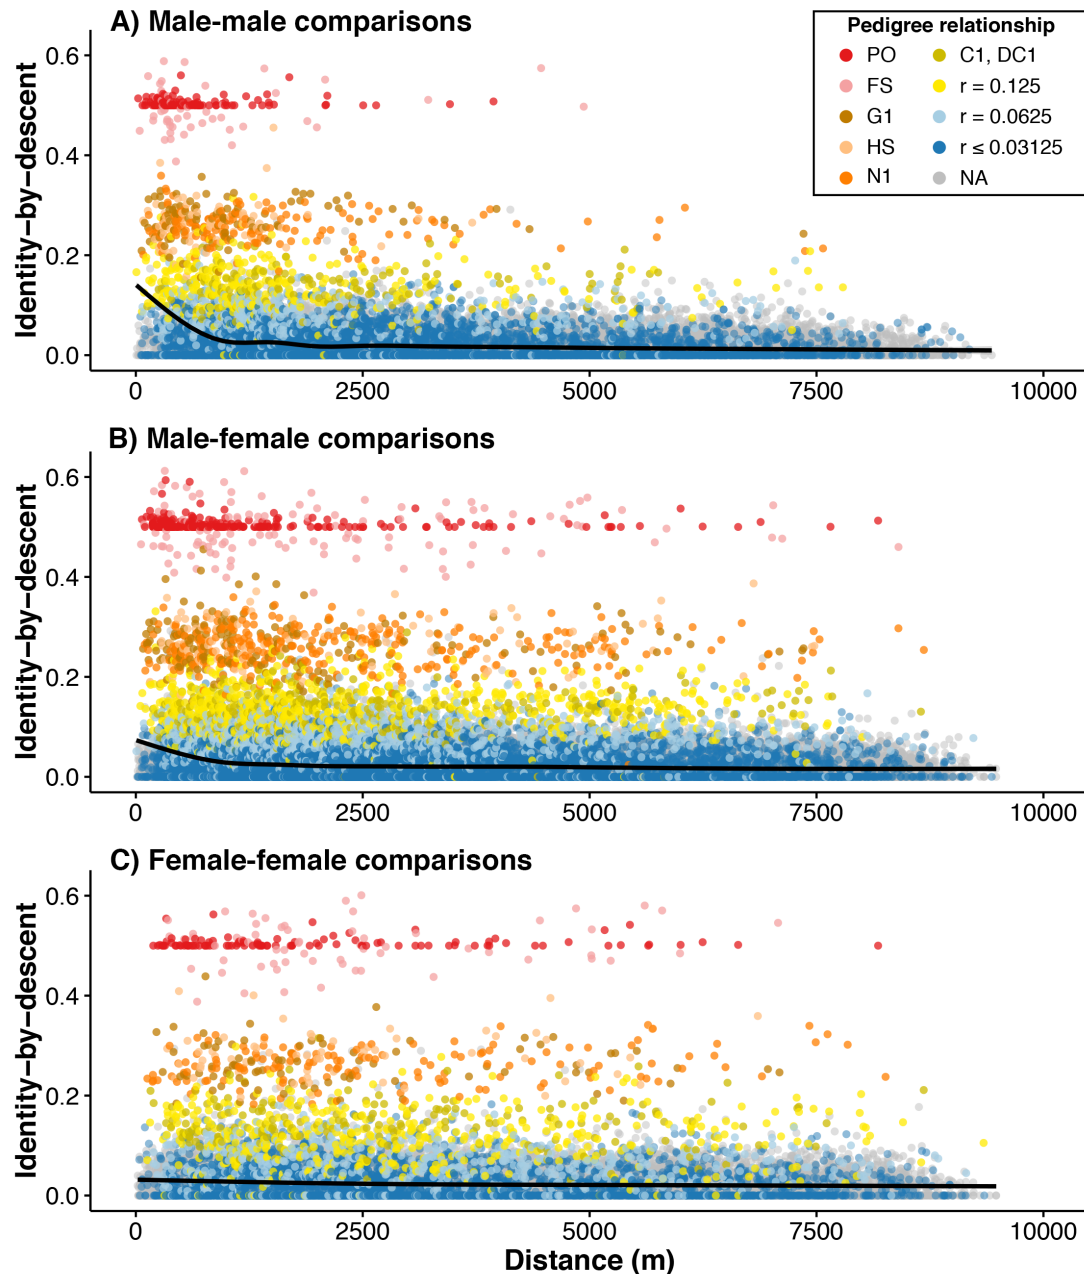 A) Male-male comparisons
Pedigree relationship
PO
C1, DC1
FS
r = 0.125
G1
r = 0.0625
HS
r ≤ 0.03125
N1
NA
Identity−by−descent
0.6
0.4
0.2
0.0
0 2500 5000 7500 10000
B) Male-female comparisons
Identity−by−descent
0.6
0.4
0.2
0.0
0 2500 5000 7500 10000
C) Female-female comparisons
Identity−by−descent
0.6
0.4
0.2
0.0
0 2500 5000 7500 10000
Distance (m)